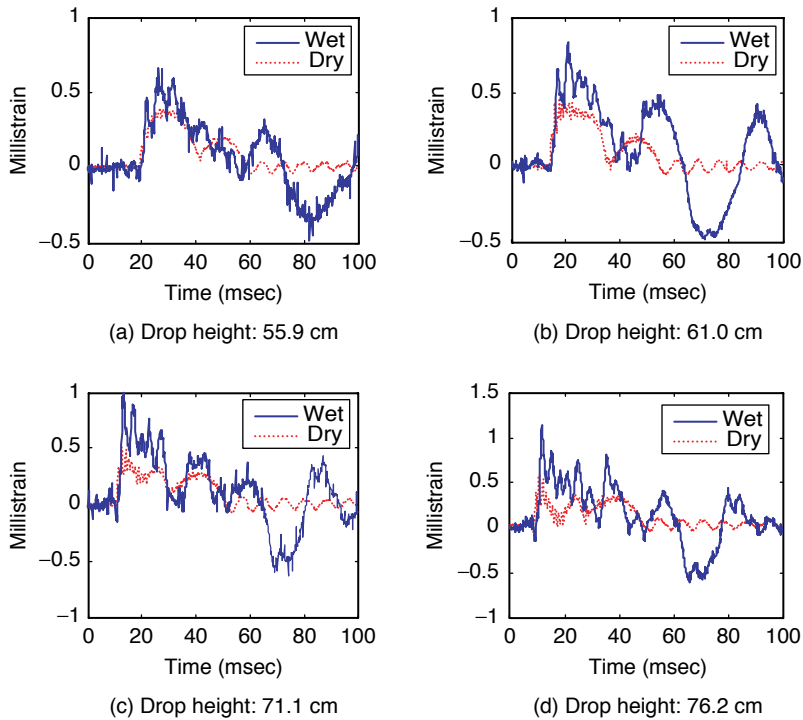 1
Wet
Dry
0.5
Millistrain
0
−0.5
0 20 40 60 80 100
Time (msec)
(a) Drop height: 55.9 cm
1
Wet
Dry
0.5
Millistrain
0
−0.5
0 20 40 60 80 100
Time (msec)
(b) Drop height: 61.0 cm
1
Wet
Dry
0.5
Millistrain
0
−0.5
−1
0 20 40 60 80 100
Time (msec)
(c) Drop height: 71.1 cm
1.5
Wet
Dry
1
0.5
Millistrain
0
−0.5
−1
0 20 40 60 80 100
Time (msec)
(d) Drop height: 76.2 cm